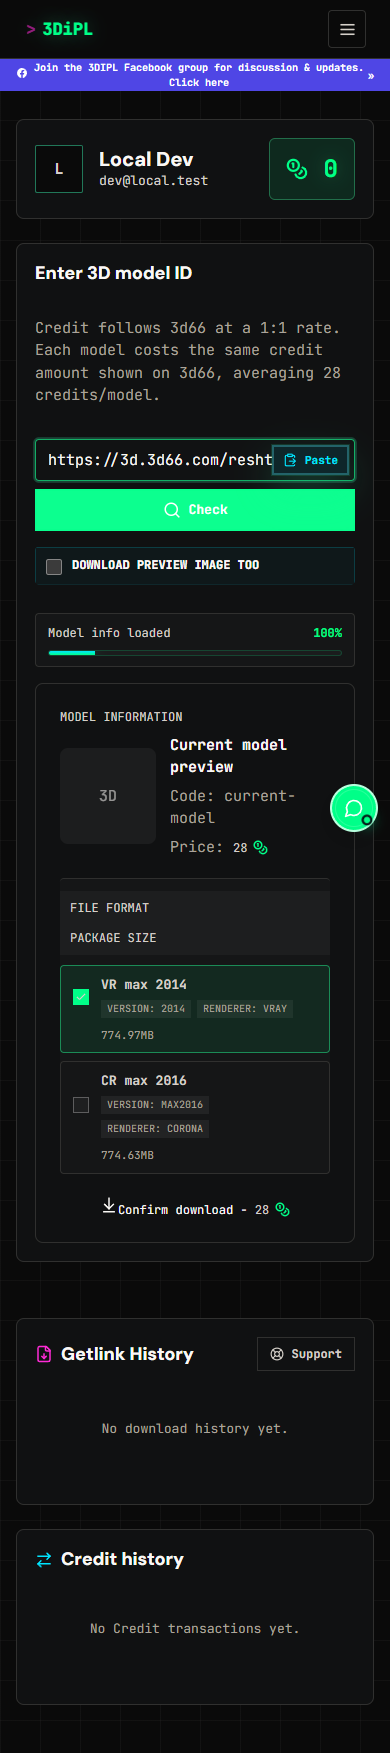 > 3DiPL
Join the 3DIPL Facebook group for discussion & updates. »
Click here
L
Local Dev
dev@local.test
0
Enter 3D model ID
Credit follows 3d66 at a 1:1 rate.
Each model costs the same credit
amount shown on 3d66, averaging 28
credits/model.
https://3d.3d66.com/resht
Paste
Check
DOWNLOAD PREVIEW IMAGE TOO
Model info loaded
100%
MODEL INFORMATION
3D
Current model
preview
Code: current-
model
Price: 28
FILE FORMAT
PACKAGE SIZE
VR max 2014
VERSION: 2014 RENDERER: VRAY
774.97MB
CR max 2016
VERSION: MAX2016
RENDERER: CORONA
774.63MB
Confirm download - 28
Getlink History
Support
No download history yet.
Credit history
No Credit transactions yet.